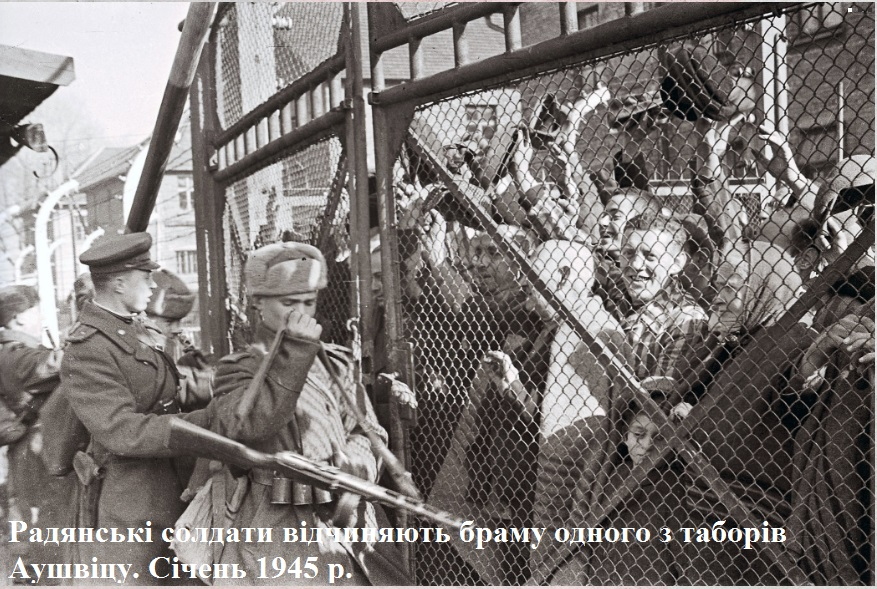 Радянські солдати відчиняють браму одного з таборів
Аушвіцу. Січень 1945 р.